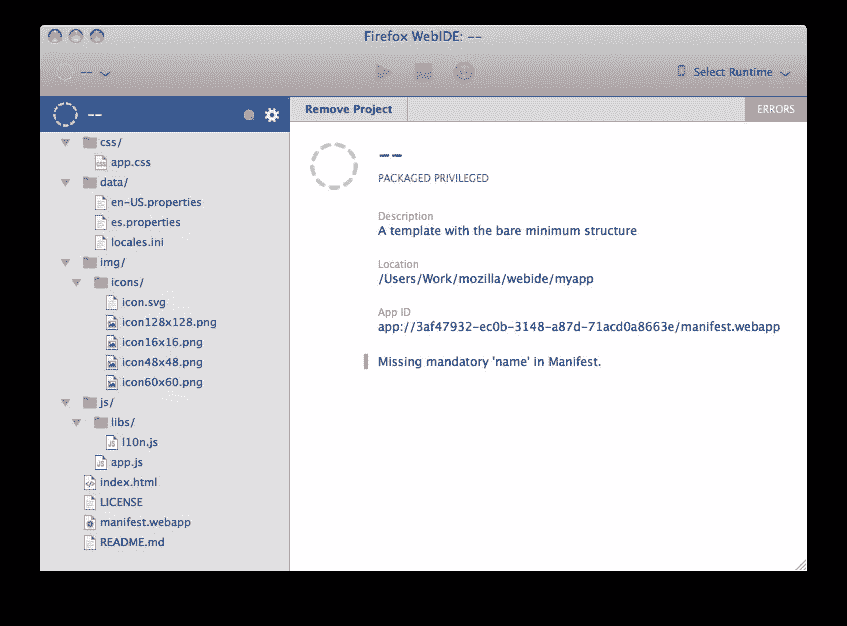 Firefox WebIDE: --
--
Select Runtime
--
Remove Project
ERRORS
css/
app.css
data/
en-US.properties
es.properties
locales.ini
img/
icons/
icon.svg
icon128x128.png
icon16x16.png
icon48x48.png
icon60x60.png
js/
libs/
l10n.js
app.js
index.html
LICENSE
manifest.webapp
README.md
--
PACKAGED PRIVILEGED
Description
A template with the bare minimum structure
Location
/Users/Work/mozilla/webide/myapp
App ID
app://3af47932-ec0b-3148-a87d-71acd0a8663e/manifest.webapp
Missing mandatory 'name' in Manifest.